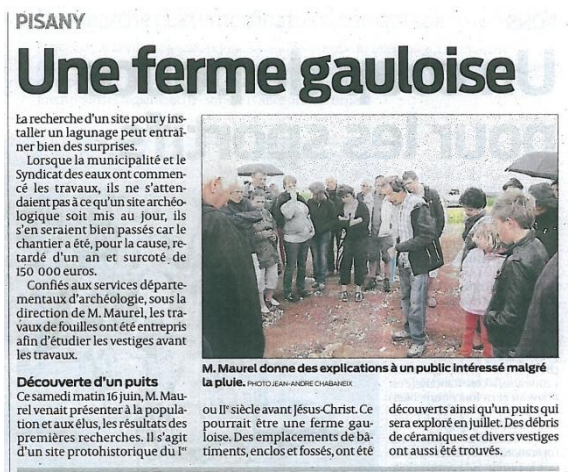 PISANY
Une ferme gauloise
La recherche d'un site pour y ins-
taller un lagunage peut entraî-
ner bien des surprises.
Lorsque la municipalité et le
Syndicat des eaux ont commen-
cé les travaux, ils ne s'atten-
daient pas à ce qu'un site archéo-
logique soit mis au jour, ils
s'en seraient bien passés car le
chantier a été, pour la cause, re-
tardé d'un an et surcoté de
150 000 euros.
Confiés aux services départe-
mentaux d'archéologie, sous la
direction de M. Maurel, les tra-
vaux de fouilles ont été entrepris
afin d'étudier les vestiges avant
les travaux.
Découverte d'un puits
Ce samedi matin 16 juin, M. Mau-
rel venait présenter à la popula-
tion et aux élus, les résultats des
premières recherches. Il s'agit
d'un site protohistorique du Iᵉʳ
M. Maurel donne des explications à un public intéressé malgré
la pluie. PHOTO JEAN-ANDRE CHABANEIX
ou IIᵉ siècle avant Jésus-Christ. Ce
pourrait être une ferme gau-
loise. Des emplacements de bâ-
timents, enclos et fossés, ont été
découverts ainsi qu'un puits qui
sera exploré en juillet. Des débris
de céramiques et divers vestiges
ont aussi été trouvés.